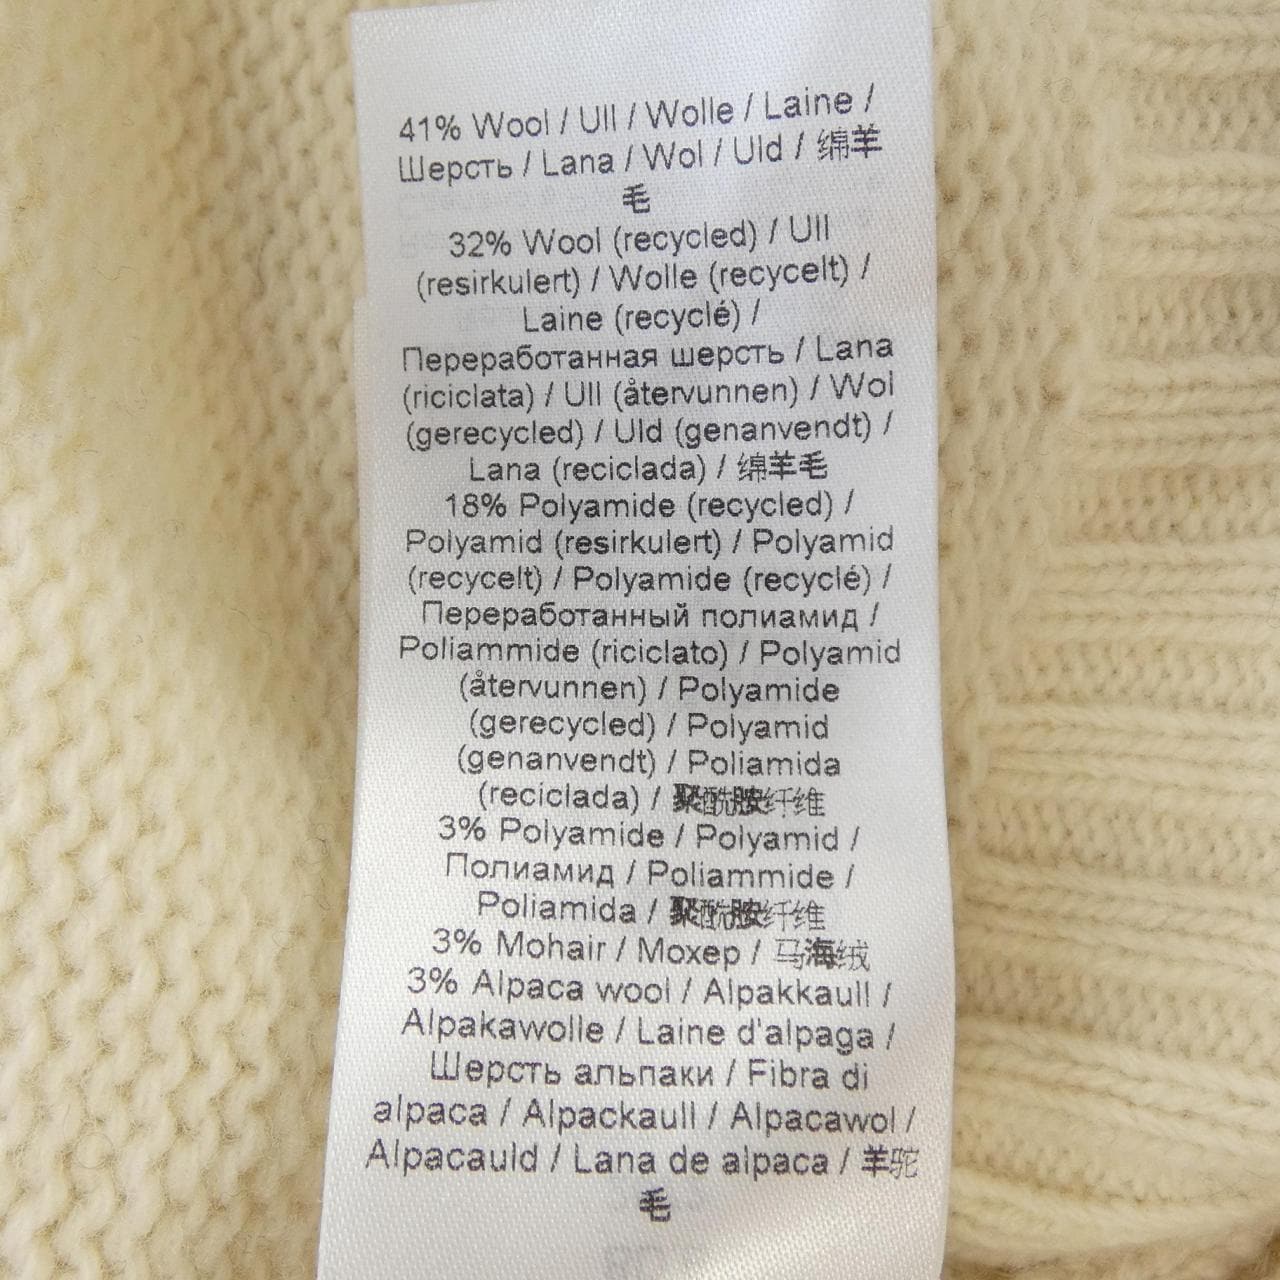 41% Wool / Ull / Wolle / Laine /
Шерсть / Lana / Wol / Uld / 绵羊
毛
32% Wool (recycled) / Ull
(resirkulert) / Wolle (recycelt) /
Laine (recyclé) /
Переработанная шерсть / Lana
(riciclata) / Ull (återvunnen) / Wol
(gerecycled) / Uld (genanvendt) /
Lana (reciclada) / 绵羊毛
18% Polyamide (recycled) /
Polyamid (resirkulert) / Polyamid
(recycelt) / Polyamide (recyclé) /
Переработанный полиамид /
Poliammide (riciclato) / Polyamid
(återvunnen) / Polyamide
(gerecycled) / Polyamid
(genanvendt) / Poliamida
(reciclada) / 聚酰胺纤维
3% Polyamide / Polyamid /
Полиамид / Poliammide /
Poliamida / 聚酰胺纤维
3% Mohair / Мохер / 马海绒
3% Alpaca wool / Alpakkaull /
Alpakawolle / Laine d'alpaga /
Шерсть альпаки / Fibra di
alpaca / Alpackaull / Alpacawol /
Alpacauld / Lana de alpaca / 羊驼
毛